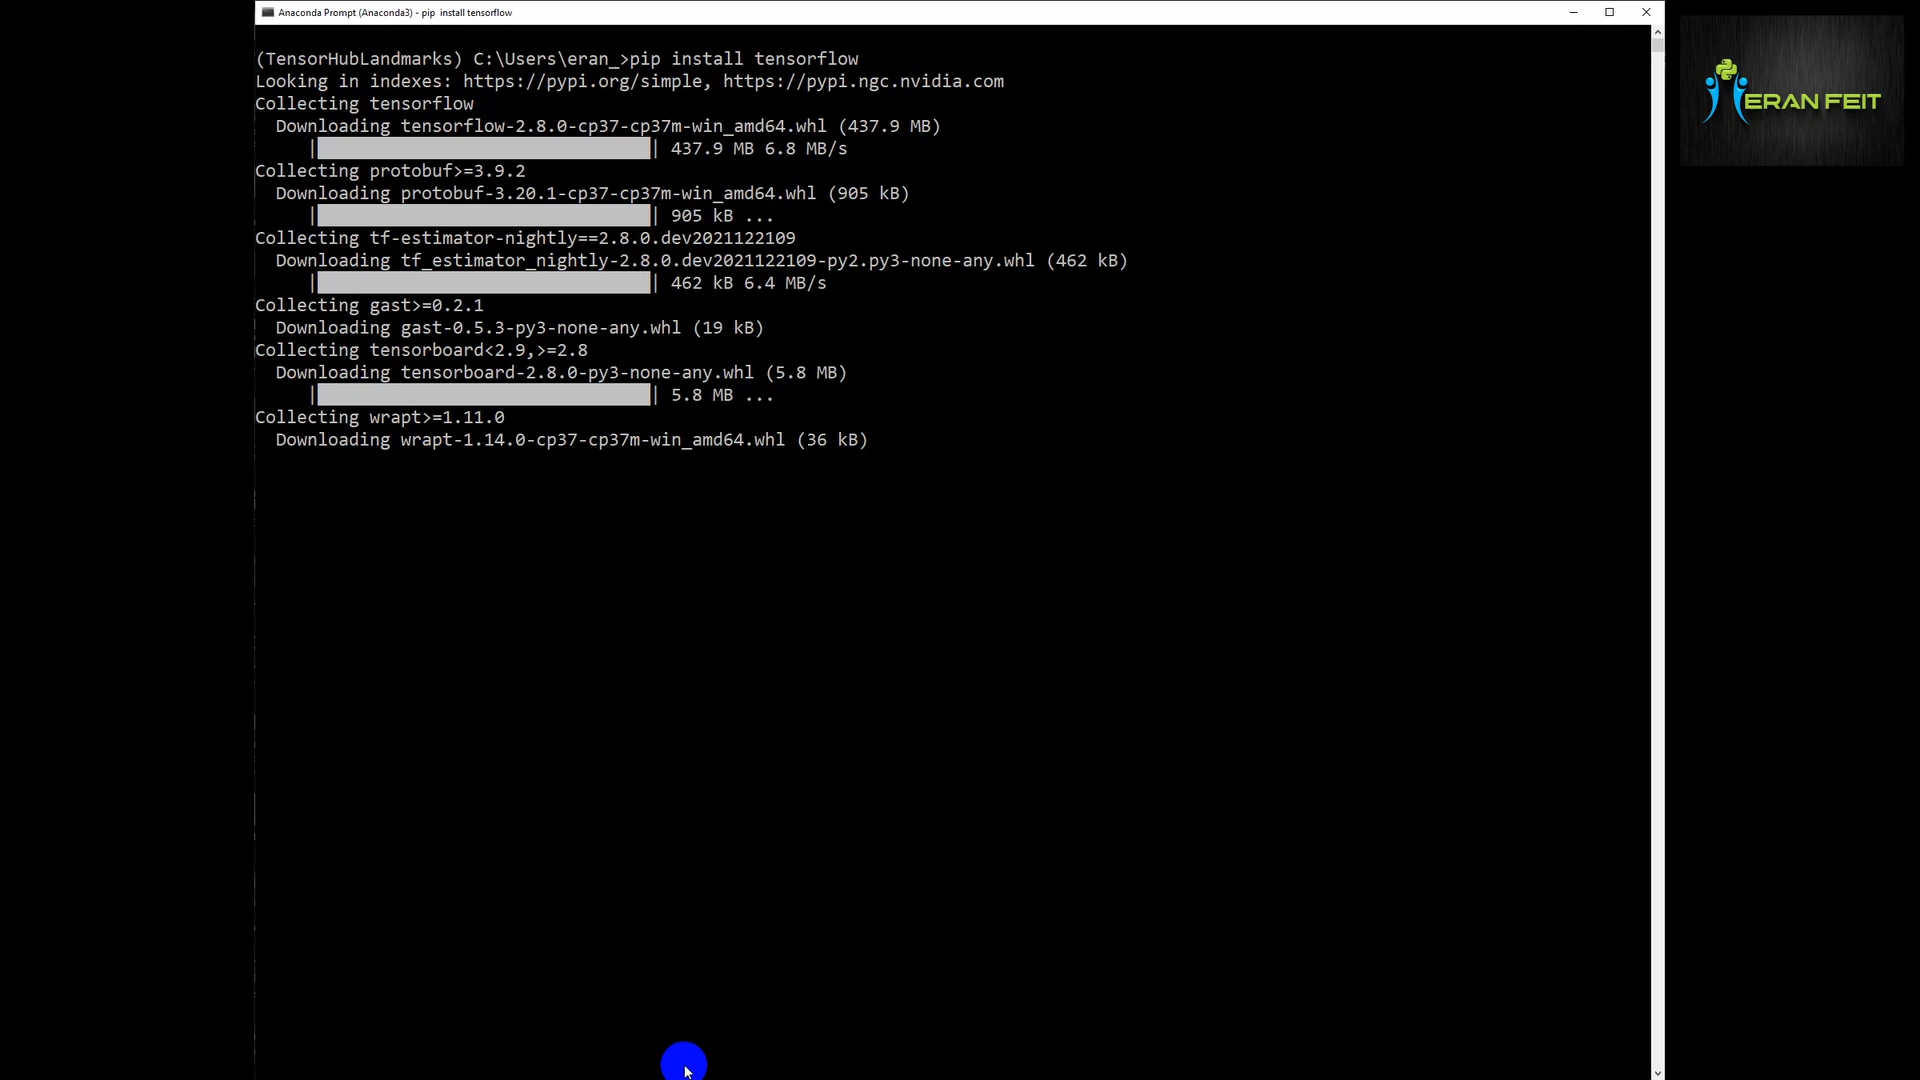 Anaconda Prompt (Anaconda3) - pip  install tensorflow
(TensorHubLandmarks) C:\Users\eran_>pip install tensorflow
Looking in indexes: https://pypi.org/simple, https://pypi.ngc.nvidia.com
Collecting tensorflow
  Downloading tensorflow-2.8.0-cp37-cp37m-win_amd64.whl (437.9 MB)
     |                                | 437.9 MB 6.8 MB/s
Collecting protobuf>=3.9.2
  Downloading protobuf-3.20.1-cp37-cp37m-win_amd64.whl (905 kB)
     |                                | 905 kB ...
Collecting tf-estimator-nightly==2.8.0.dev2021122109
  Downloading tf_estimator_nightly-2.8.0.dev2021122109-py2.py3-none-any.whl (462 kB)
     |                                | 462 kB 6.4 MB/s
Collecting gast>=0.2.1
  Downloading gast-0.5.3-py3-none-any.whl (19 kB)
Collecting tensorboard<2.9,>=2.8
  Downloading tensorboard-2.8.0-py3-none-any.whl (5.8 MB)
     |                                | 5.8 MB ...
Collecting wrapt>=1.11.0
  Downloading wrapt-1.14.0-cp37-cp37m-win_amd64.whl (36 kB)
ERAN FEIT